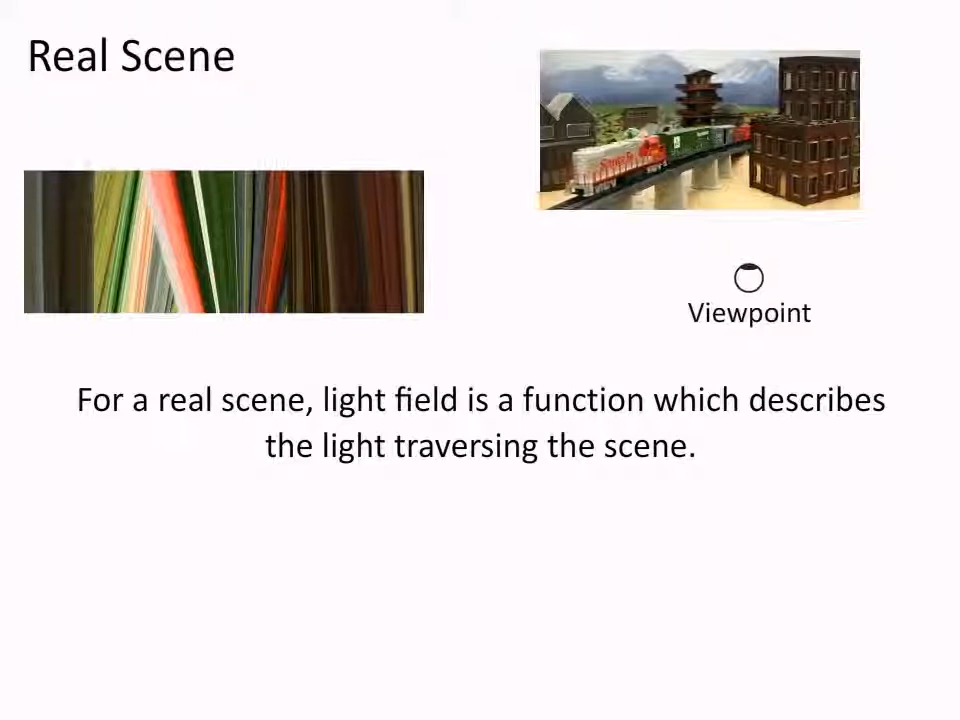 Real Scene
Viewpoint
For a real scene, light field is a function which describes
the light traversing the scene.